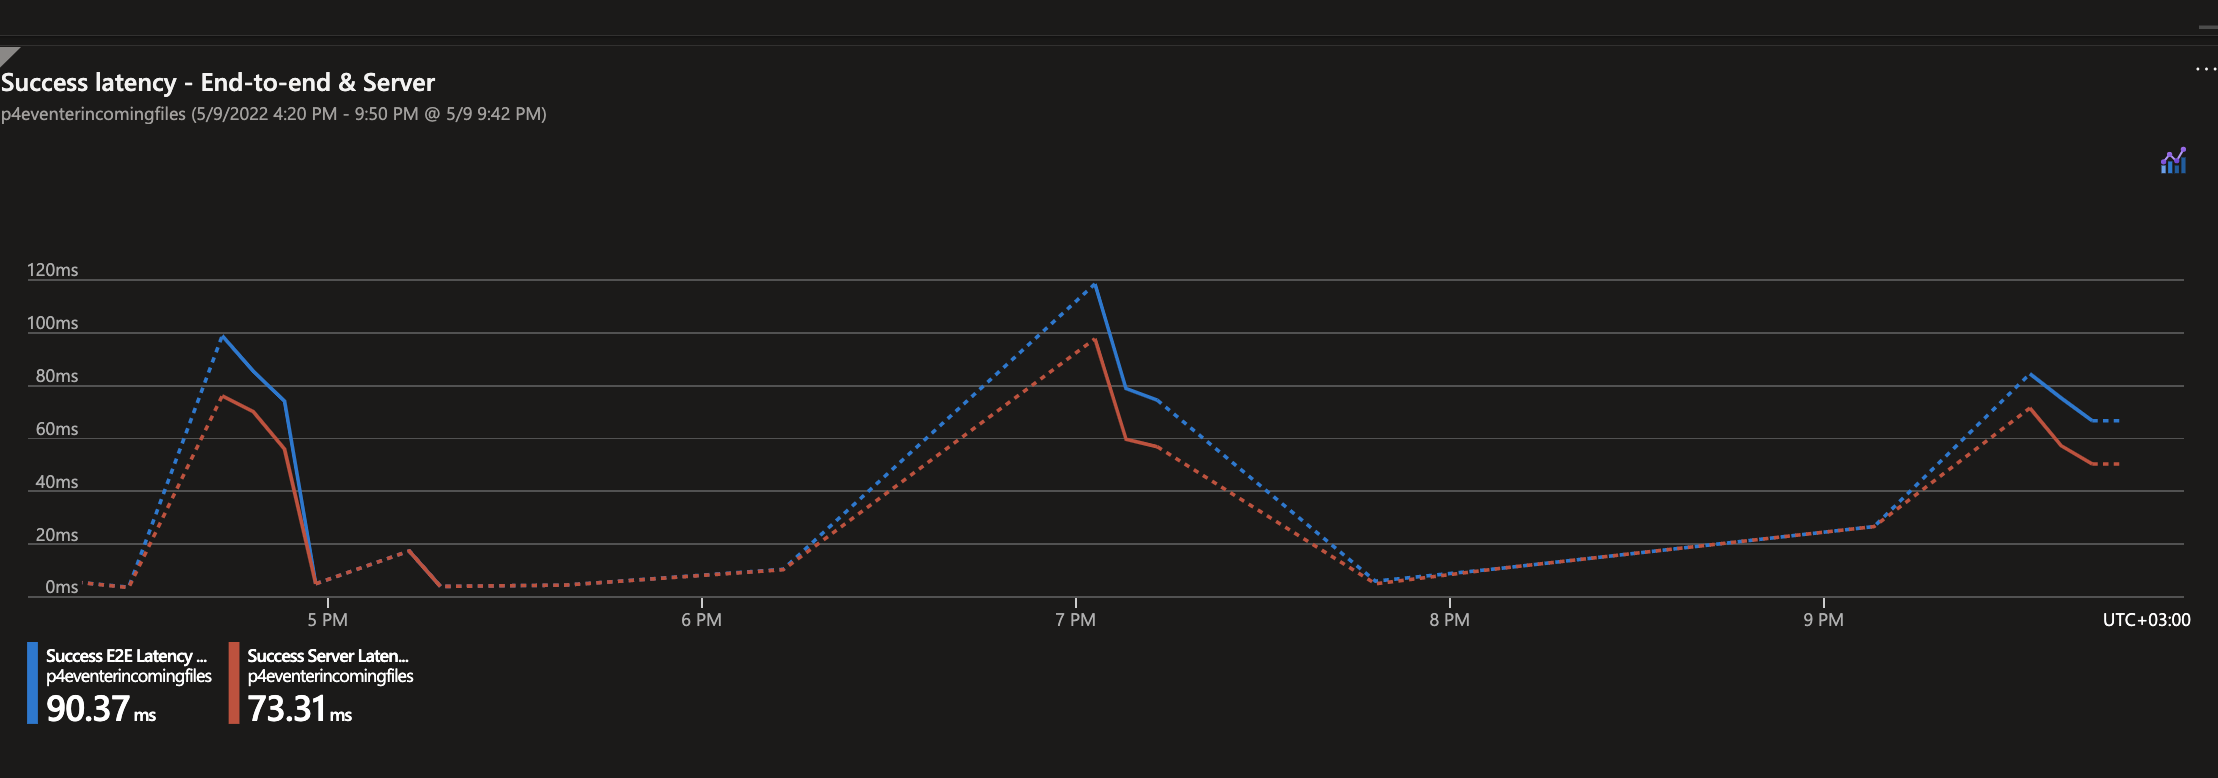 Success latency - End-to-end & Server
...
p4eventerincomingfiles (5/9/2022 4:20 PM - 9:50 PM @ 5/9 9:42 PM)
120ms
100ms
80ms
60ms
40ms
20ms
0ms
5 PM 6 PM 7 PM 8 PM 9 PM UTC+03:00
Success E2E Latency ...
p4eventerincomingfiles
90.37 ms
Success Server Laten...
p4eventerincomingfiles
73.31 ms